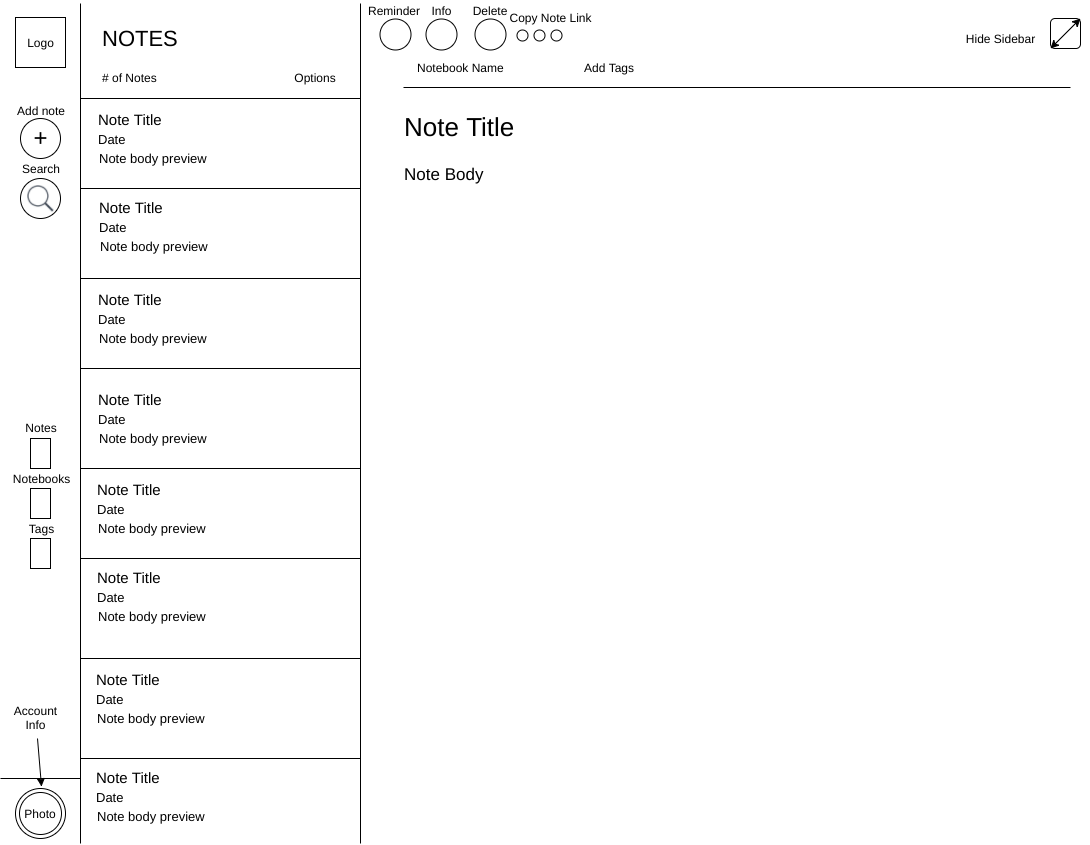 Logo
Add note
+
Search
Notes
Notebooks
Tags
Account
Info
Photo
NOTES
# of Notes
Options
Note Title
Date
Note body preview
Note Title
Date
Note body preview
Note Title
Date
Note body preview
Note Title
Date
Note body preview
Note Title
Date
Note body preview
Note Title
Date
Note body preview
Note Title
Date
Note body preview
Note Title
Date
Note body preview
Reminder
Info
Delete
Copy Note Link
Hide Sidebar
Notebook Name
Add Tags
Note Title
Note Body